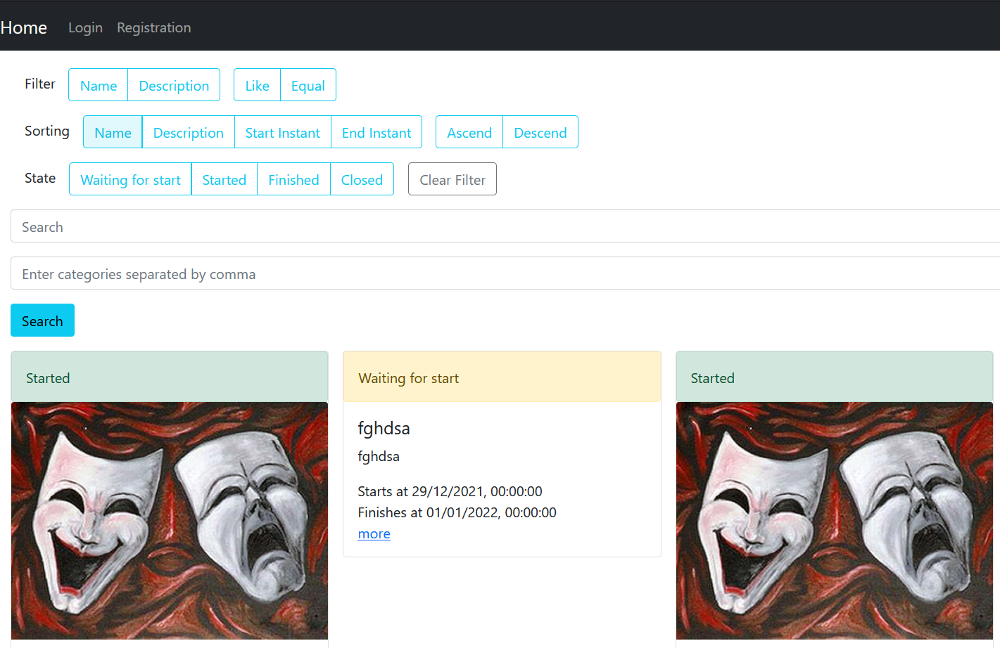 Home Login Registration
Filter Name Description Like Equal
Sorting Name Description Start Instant End Instant Ascend Descend
State Waiting for start Started Finished Closed Clear Filter
Search
Enter categories separated by comma
Search
Started
Waiting for start
fghdsa
fghdsa
Starts at 29/12/2021, 00:00:00
Finishes at 01/01/2022, 00:00:00
more
Started